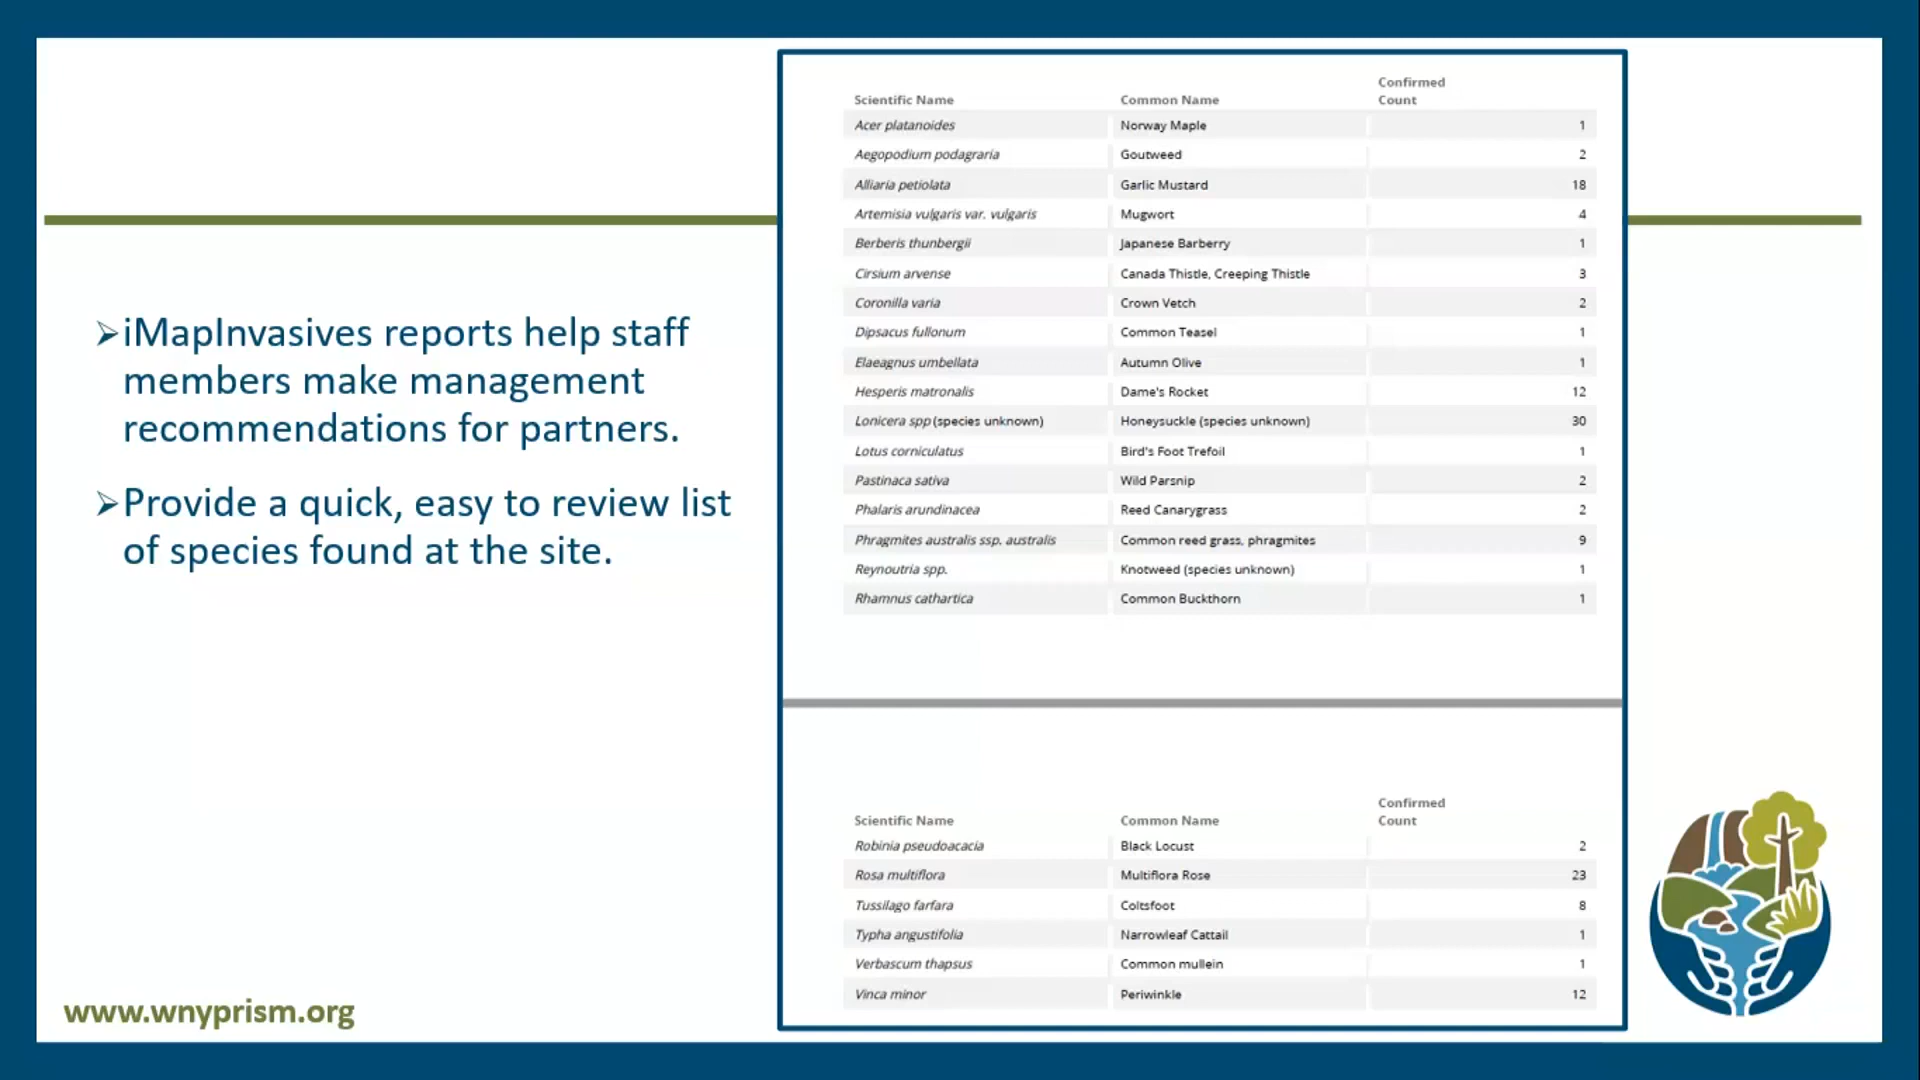 ➢iMapInvasives reports help staff
members make management
recommendations for partners.
➢Provide a quick, easy to review list
of species found at the site.
Scientific Name Common Name Confirmed Count
Acer platanoides Norway Maple 1
Aegopodium podagraria Goutweed 2
Alliaria petiolata Garlic Mustard 18
Artemisia vulgaris var. vulgaris Mugwort 4
Berberis thunbergii Japanese Barberry 1
Cirsium arvense Canada Thistle, Creeping Thistle 3
Coronilla varia Crown Vetch 2
Dipsacus fullonum Common Teasel 1
Elaeagnus umbellata Autumn Olive 1
Hesperis matronalis Dame's Rocket 12
Lonicera spp (species unknown) Honeysuckle (species unknown) 30
Lotus corniculatus Bird's Foot Trefoil 1
Pastinaca sativa Wild Parsnip 2
Phalaris arundinacea Reed Canarygrass 2
Phragmites australis ssp. australis Common reed grass, phragmites 9
Reynoutria spp. Knotweed (species unknown) 1
Rhamnus cathartica Common Buckthorn 1
Scientific Name Common Name Confirmed Count
Robinia pseudoacacia Black Locust 2
Rosa multiflora Multiflora Rose 23
Tussilago farfara Coltsfoot 8
Typha angustifolia Narrowleaf Cattail 1
Verbascum thapsus Common mullein 1
Vinca minor Periwinkle 12
www.wnyprism.org